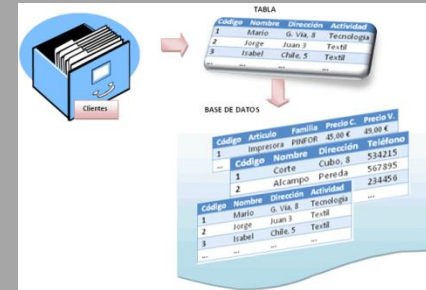 TABLA
Código Nombre Dirección Actividad
1 Mario G. Vía, 8 Tecnología
2 Jorge Juan 3 Textil
3 Isabel Chile, 5 Textil
... ... ... ...
Clientes
BASE DE DATOS
Código Artículo Familia Precio C. Precio V.
1 Impresora PINFOR 45,00 € 49,00 €
...
Código Nombre Dirección Teléfono
1 Corte Cubo, 8 534215
2 Alcampo Pereda 567895
234456
Código Nombre Dirección Actividad
1 Mario G. Vía, 8 Tecnología
2 Jorge Juan 3 Textil
3 Isabel Chile, 5 Textil
... ... ... ...